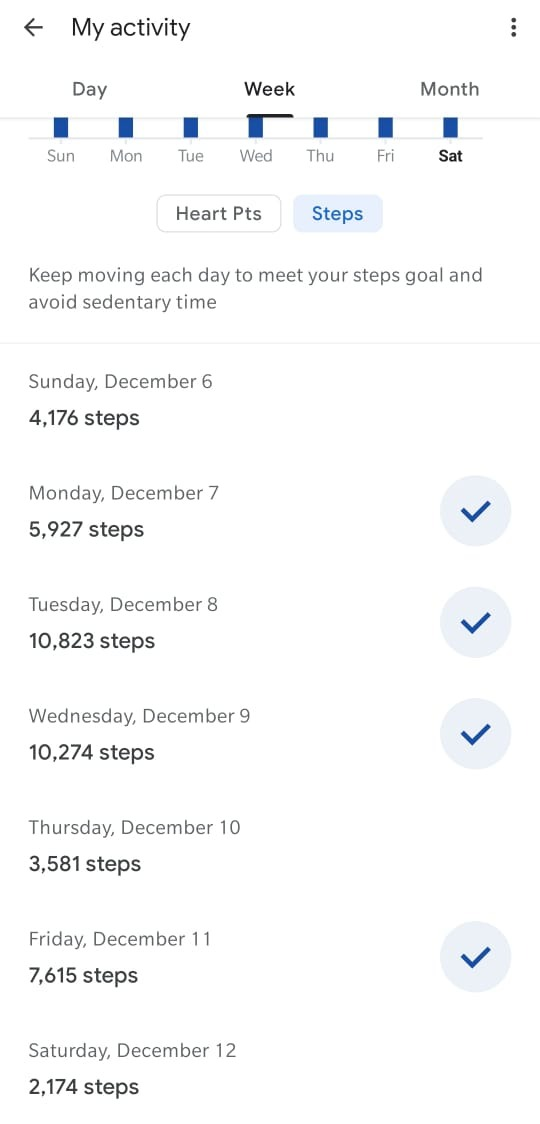 My activity
Day Week Month
Sun Mon Tue Wed Thu Fri Sat
Heart Pts Steps
Keep moving each day to meet your steps goal and
avoid sedentary time
Sunday, December 6
4,176 steps
Monday, December 7
5,927 steps
Tuesday, December 8
10,823 steps
Wednesday, December 9
10,274 steps
Thursday, December 10
3,581 steps
Friday, December 11
7,615 steps
Saturday, December 12
2,174 steps